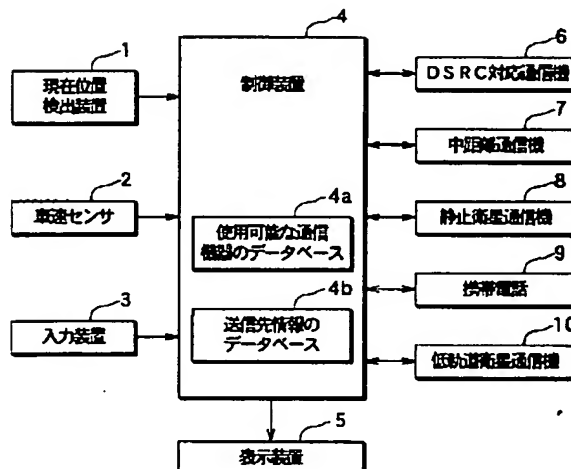 4
制御装置
1
現在位置
検出装置
2
車速センサ
3
入力装置
4a
使用可能な通信
機器のデータベース
4b
送信先情報の
データベース
6
DSRC対応通信機
7
中距離通信機
8
静止衛星通信機
9
携帯電話
10
低軌道衛星通信機
5
表示装置